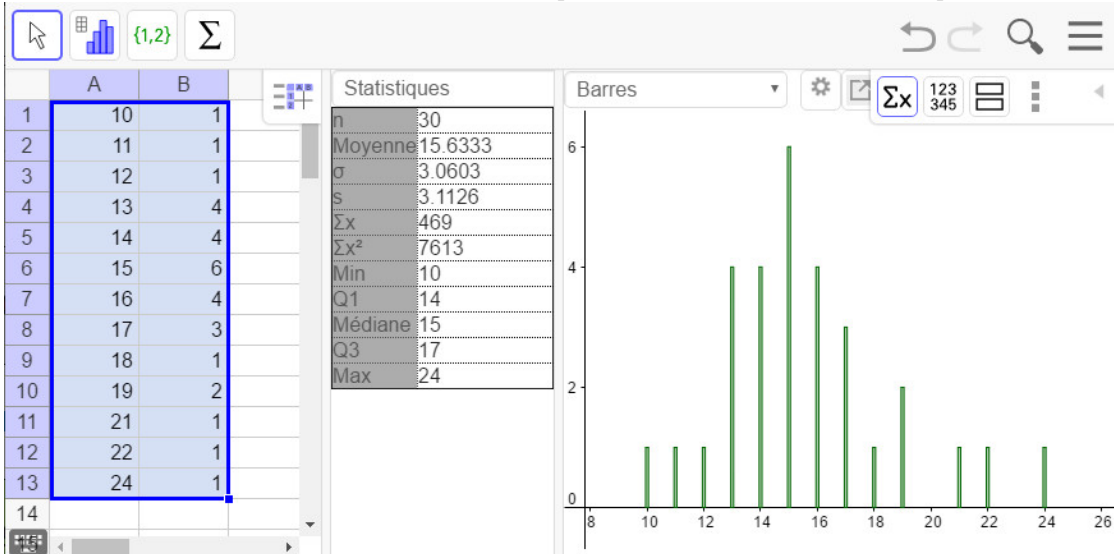 {1,2} Σ
A B
1 10 1
2 11 1
3 12 1
4 13 4
5 14 4
6 15 6
7 16 4
8 17 3
9 18 1
10 19 2
11 21 1
12 22 1
13 24 1
14
Statistiques
n 30
Moyenne 15.6333
σ 3.0603
s 3.1126
Σx 469
Σx² 7613
Min 10
Q1 14
Médiane 15
Q3 17
Max 24
Barres
Σx 123 345
6
4
2
0
8 10 12 14 16 18 20 22 24 26